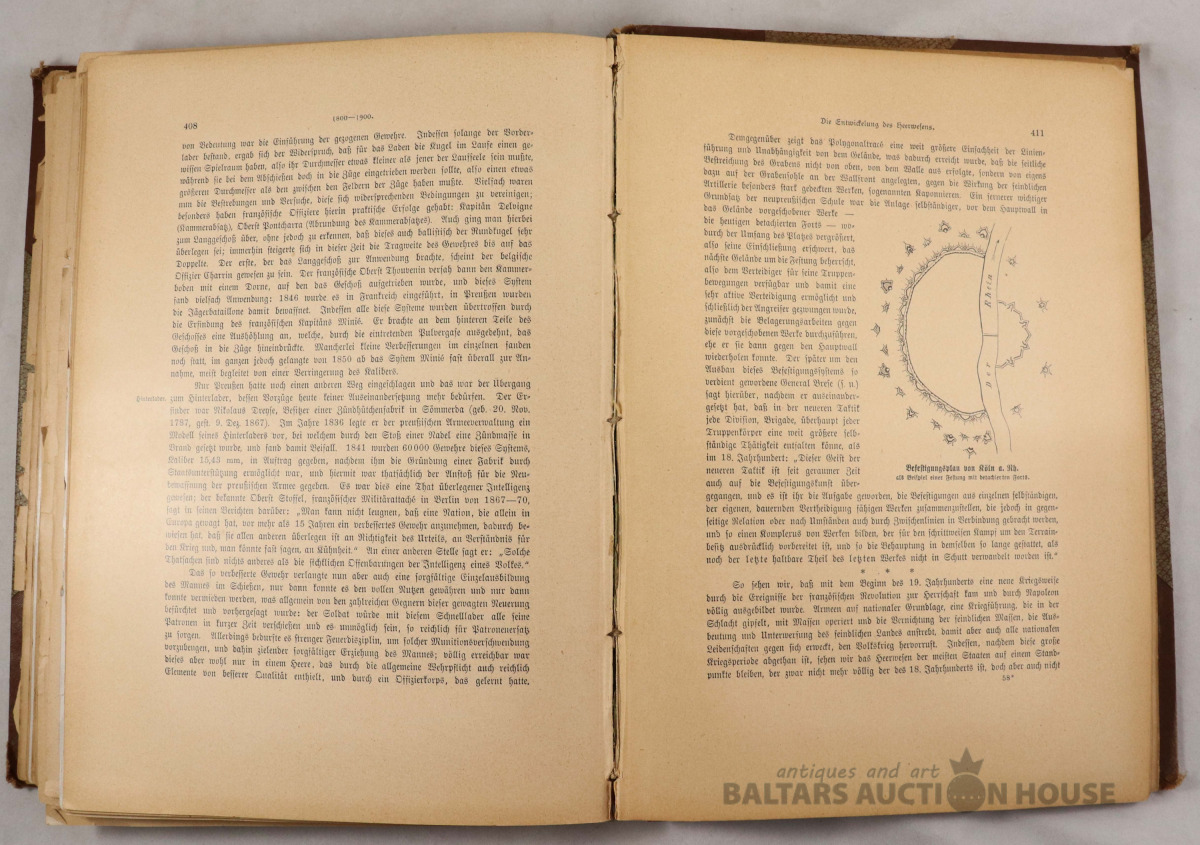 408
1800—1900.
von Bedeutung war die Einführung der gezogenen Gewehre. Indessen solange der Vorder-
lader bestand, ergab sich der Widerspruch, daß für das Laden die Kugel im Laufe einen ge-
wissen Spielraum haben, also ihr Durchmesser etwas kleiner als jener der Laufseele sein mußte,
während sie bei dem Abschießen doch in die Züge eingetrieben werden sollte, also einen etwas
größeren Durchmesser als den zwischen den Feldern der Züge haben mußte. Vielfach waren
nun die Bestrebungen und Versuche, diese sich widersprechenden Bedingungen zu vereinigen;
besonders haben französische Offiziere hierin praktische Erfolge gehabt: Kapitän Delvigne
(Kammerabsatz), Oberst Pontcharra (Abrundung des Kammerabsatzes). Auch ging man hierbei
zum Langgeschoß über, ohne jedoch zu erkennen, daß dieses auch ballistisch der Rundkugel sehr
überlegen sei; immerhin steigerte sich in dieser Zeit die Tragweite des Gewehres bis auf das
Doppelte. Der erste, der das Langgeschoß zur Anwendung brachte, scheint der belgische
Offizier Charrin gewesen zu sein. Der französische Oberst Thouvenin versah dann den Kammer-
boden mit einem Dorne, auf den das Geschoß aufgetrieben wurde, und dieses System
fand vielfach Anwendung: 1846 wurde es in Frankreich eingeführt, in Preußen wurden
die Jägerbataillone damit bewaffnet. Indessen alle diese Systeme wurden übertroffen durch
die Erfindung des französischen Kapitäns Minié. Er brachte an dem hinteren Teile des
Geschosses eine Aushöhlung an, welche, durch die eintretenden Pulvergase ausgedehnt, das
Geschoß in die Züge hineindrückte. Mancherlei kleine Verbesserungen im einzelnen fanden
noch statt, im ganzen jedoch gelangte von 1850 ab das System Minié fast überall zur An-
nahme, meist begleitet von einer Verringerung des Kalibers.
Nur Preußen hatte noch einen anderen Weg eingeschlagen und das war der Übergang
Hinterlader.
zum Hinterlader, dessen Vorzüge heute keiner Auseinandersetzung mehr bedürfen. Der Er-
finder war Nikolaus Dreyse, Besitzer einer Zündhütchenfabrik in Sömmerda (geb. 20. Nov.
1787, gest. 9. Dez. 1867). Im Jahre 1836 legte er der preußischen Armeeverwaltung ein
Modell seines Hinterladers vor, bei welchem durch den Stoß einer Nadel eine Zündmasse in
Brand gesetzt wurde, und fand damit Beifall. 1841 wurden 60000 Gewehre dieses Systems,
Kaliber 15,43 mm, in Auftrag gegeben, nachdem ihm die Gründung einer Fabrik durch
Staatsunterstützung ermöglicht war, und hiermit war thatsächlich der Anstoß für die Neu-
bewaffnung der preußischen Armee gegeben. Es war dies eine That überlegener Intelligenz
gewesen; der bekannte Oberst Stoffel, französischer Militärattaché in Berlin von 1867—70,
sagt in seinen Berichten darüber: „Man kann nicht leugnen, daß eine Nation, die allein in
Europa gewagt hat, vor mehr als 15 Jahren ein verbessertes Gewehr anzunehmen, dadurch be-
wiesen hat, daß sie allen anderen überlegen ist an Richtigkeit des Urteils, an Verständnis für
den Krieg und, man könnte fast sagen, an Kühnheit.“ An einer anderen Stelle sagt er: „Solche
Thatsachen sind nichts anderes als die sichtlichen Offenbarungen der Intelligenz eines Volkes.“
Das so verbesserte Gewehr verlangte nun aber auch eine sorgfältige Einzelausbildung
des Mannes im Schießen, nur dann konnte es den vollen Nutzen gewähren und nur dann
konnte vermieden werden, was allgemein von den zahlreichen Gegnern dieser gewagten Neuerung
befürchtet und vorhergesagt wurde: der Soldat würde mit diesem Schnelllader alle seine
Patronen in kurzer Zeit verschießen und es unmöglich sein, so reichlich für Patronenersatz
zu sorgen. Allerdings bedurfte es strenger Feuerdisziplin, um solcher Munitionsverschwendung
vorzubeugen, und dahin zielender sorgfältiger Erziehung des Mannes; völlig erreichbar war
dieses aber wohl nur in einem Heere, das durch die allgemeine Wehrpflicht auch reichlich
Elemente von besserer Qualität enthielt, und durch ein Offizierkorps, das gelernt hatte,
Die Entwickelung des Heerwesens.
411
Demgegenüber zeigt das Polygonaltracé eine weit größere Einfachheit der Linien-
führung und Unabhängigkeit von dem Gelände, was dadurch erreicht wurde, daß die seitliche
Bestreichung des Grabens nicht von oben, von dem Walle aus erfolgte, sondern von eigens
dazu auf der Grabensohle an der Wallfront angelegten, gegen die Wirkung der feindlichen
Artillerie besonders stark gedeckten Werken, sogenannten Kaponnieren. Ein fernerer wichtiger
Grundsatz der neupreußischen Schule war die Anlage selbständiger, vor dem Hauptwall in
das Gelände vorgeschobener Werke —
die heutigen detachierten Forts — wo-
durch der Umfang des Platzes vergrößert,
also seine Einschließung erschwert, das
nächste Gelände um die Festung beherrscht,
also dem Verteidiger für seine Truppen-
bewegungen verfügbar und damit eine
sehr aktive Verteidigung ermöglicht und
schließlich der Angreifer gezwungen wurde,
zunächst die Belagerungsarbeiten gegen
diese vorgeschobenen Werke durchzuführen,
ehe er sie dann gegen den Hauptwall
wiederholen konnte. Der später um den
Ausbau dieses Befestigungssystems so
verdient gewordene General Brese (s. u.)
sagt hierüber, nachdem er auseinander-
gesetzt hat, daß in der neueren Taktik
jede Division, Brigade, überhaupt jeder
Truppenkörper eine weit größere selb-
ständige Thätigkeit entfalten könne, als
im 18. Jahrhundert: „Dieser Geist der
neueren Taktik ist seit geraumer Zeit
auch auf die Befestigungskunst über-
Der Rhein
Befestigungsplan von Köln a. Rh.
als Beispiel einer Festung mit detachierten Forts.
gegangen, und es ist ihr die Aufgabe geworden, die Befestigungen aus einzelnen selbständigen,
der eigenen, dauernden Vertheidigung fähigen Werken zusammenzustellen, die jedoch in gegen-
seitige Relation oder nach Umständen auch durch Zwischenlinien in Verbindung gebracht werden,
und so einen Komplexus von Werken bilden, der für den schrittweisen Kampf um den Terrain-
besitz ausdrücklich vorbereitet ist, und so die Behauptung in demselben so lange gestattet, als
noch der letzte haltbare Theil des letzten Werkes nicht in Schutt verwandelt worden ist.“
* * *
So sehen wir, daß mit dem Beginn des 19. Jahrhunderts eine neue Kriegsweise
durch die Ereignisse der französischen Revolution zur Herrschaft kam und durch Napoleon
völlig ausgebildet wurde. Armeen auf nationaler Grundlage, eine Kriegführung, die in der
Schlacht gipfelt, mit Massen operiert und die Vernichtung der feindlichen Massen, die Aus-
beutung und Unterwerfung des feindlichen Landes anstrebt, damit aber auch alle nationalen
Leidenschaften gegen sich erweckt, den Volkskrieg hervorruft. Indessen, nachdem diese große
Kriegsperiode abgethan ist, sehen wir das Heerwesen der meisten Staaten auf einem Stand-
punkte bleiben, der zwar nicht mehr völlig der des 18. Jahrhunderts ist, doch aber auch nicht
58*
antiques and art
BALTARS AUCTION HOUSE